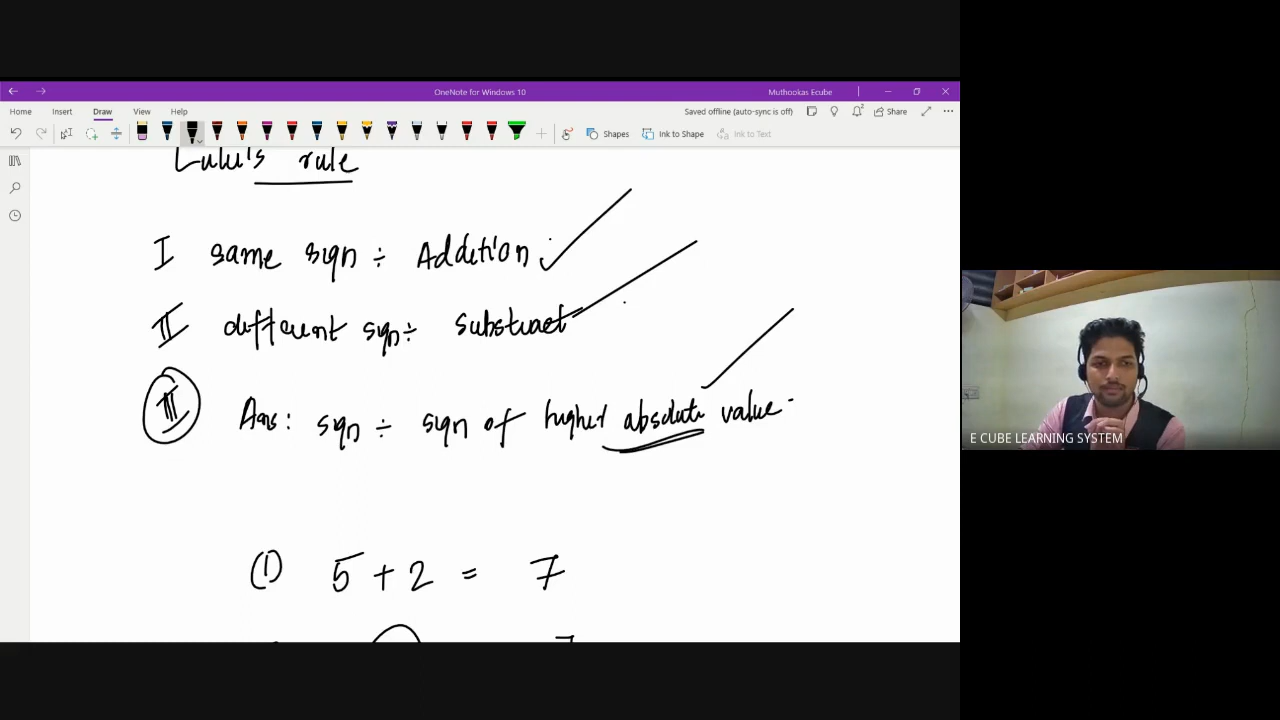 OneNote for Windows 10
Muthookas Ecube
Home Insert Draw View Help
Saved offline (auto-sync is off)
Share
Shapes
Ink to Shape
Ink to Text
Lulu's rule
I same sign ÷ Addition
II different sign ÷ substract
III Ans: sign ÷ sign of higher absolute value.
(1) 5 + 2 = 7
E CUBE LEARNING SYSTEM